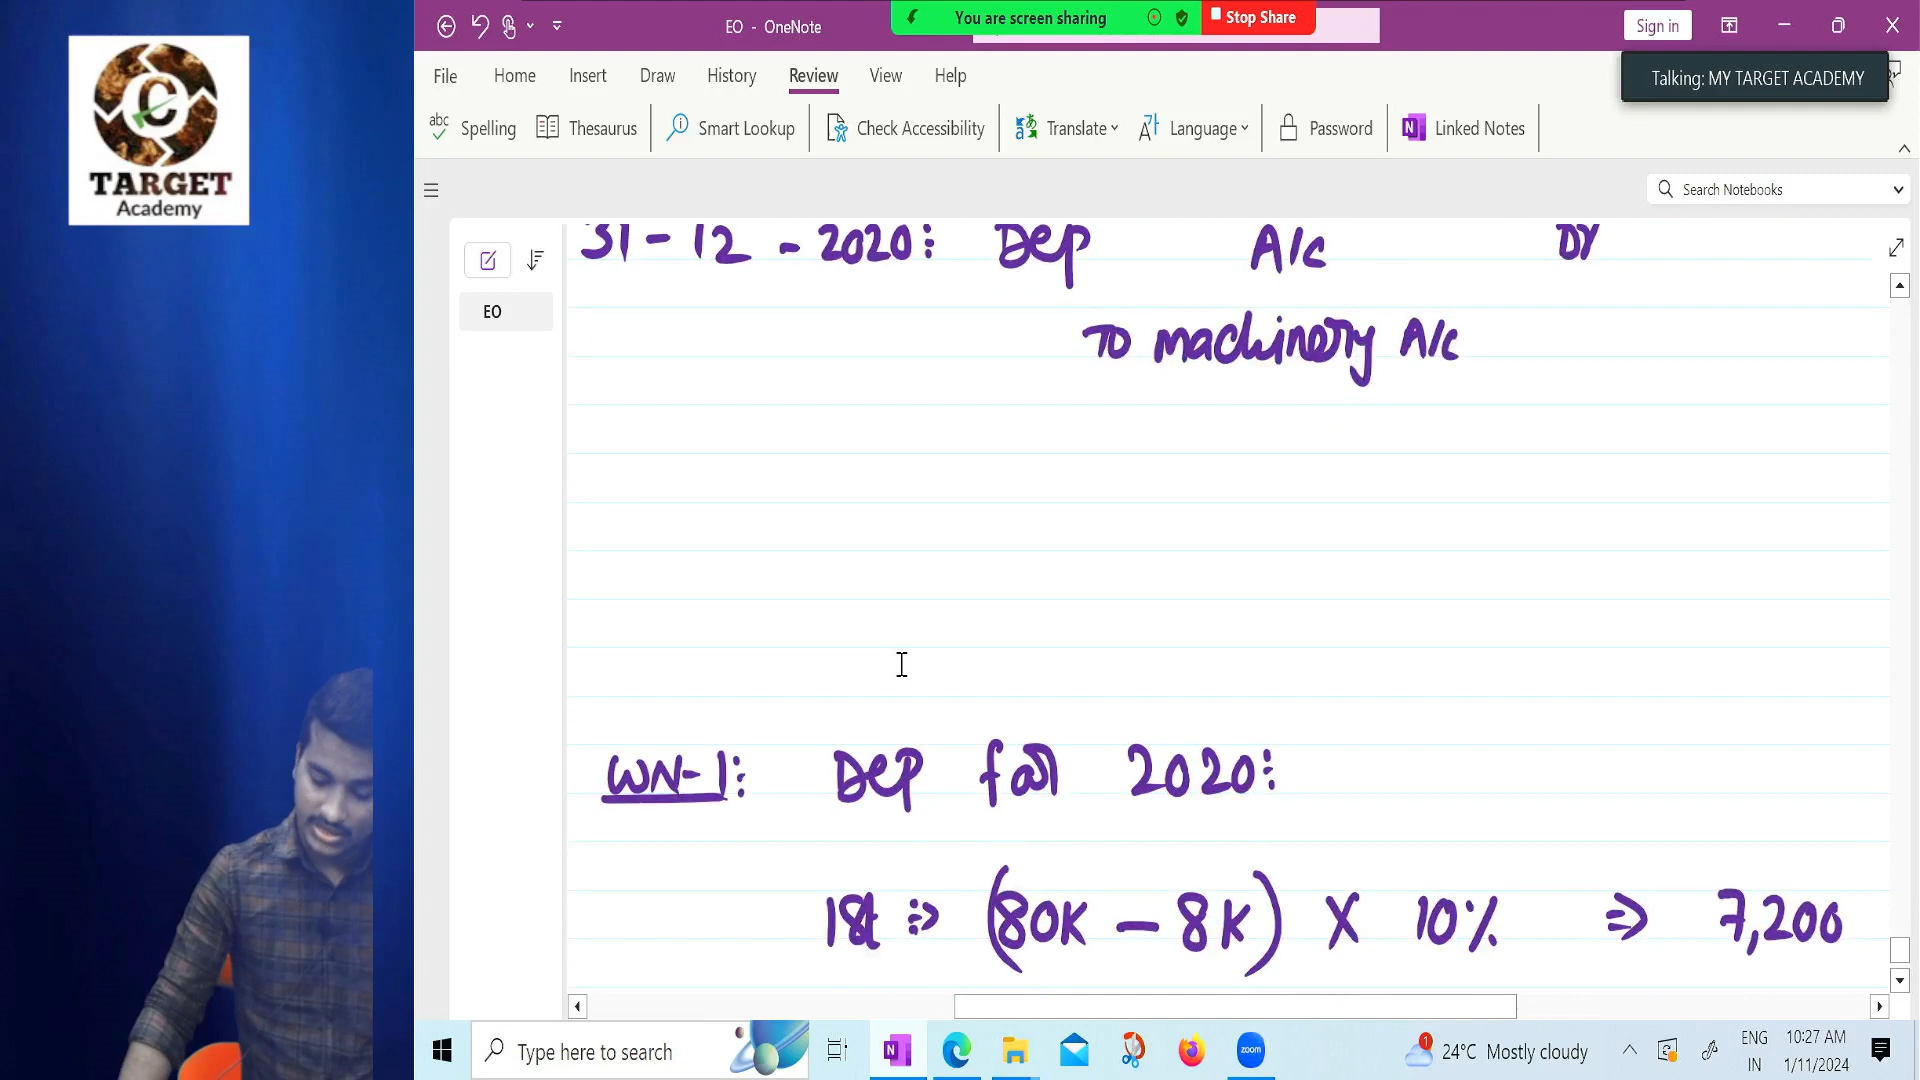 EO - OneNote
You are screen sharing
Stop Share
Sign in
Talking: MY TARGET ACADEMY
File Home Insert Draw History Review View Help
abc Spelling Thesaurus Smart Lookup Check Accessibility Translate Language Password Linked Notes
Search Notebooks
EO
C
TARGET
Academy
31 - 12 - 2020: Dep A/c Dr
To machinery A/c
WN-1: Dep for 2020:
1st => (80K - 8K) X 10% => 7,200
Type here to search
zoom
1
24°C Mostly cloudy
ENG
IN
10:27 AM
1/11/2024